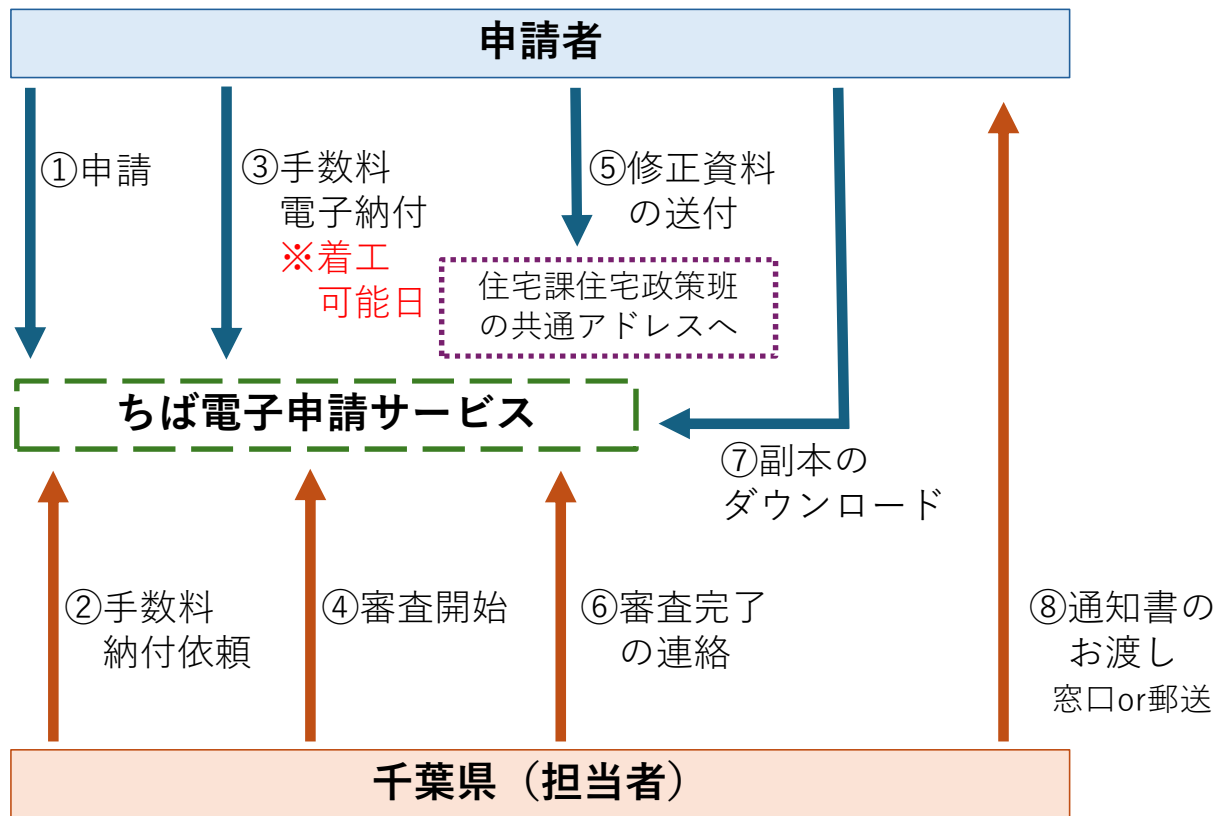 申請者
①申請
③手数料
電子納付
※着工
可能日
⑤修正資料
の送付
住宅課住宅政策班
の共通アドレスへ
ちば電子申請サービス
⑦副本の
ダウンロード
②手数料
納付依頼
④審査開始
⑥審査完了
の連絡
⑧通知書の
お渡し
窓口or郵送
千葉県（担当者）